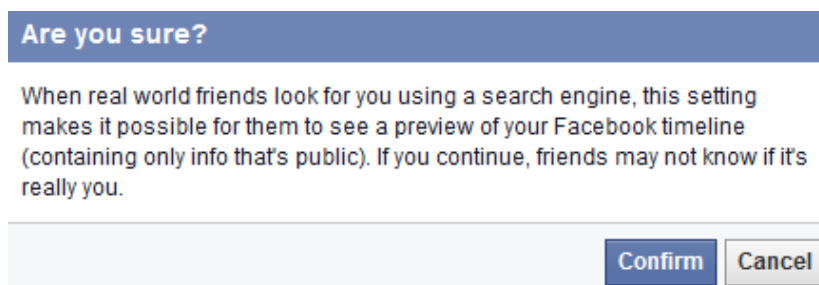 Are you sure?
When real world friends look for you using a search engine, this setting
makes it possible for them to see a preview of your Facebook timeline
(containing only info that's public). If you continue, friends may not know if it's
really you.
Confirm Cancel